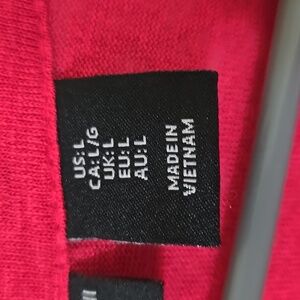 US: L
CA: L/G
UK: L
EU: L
AU: L
MADE IN
VIETNAM